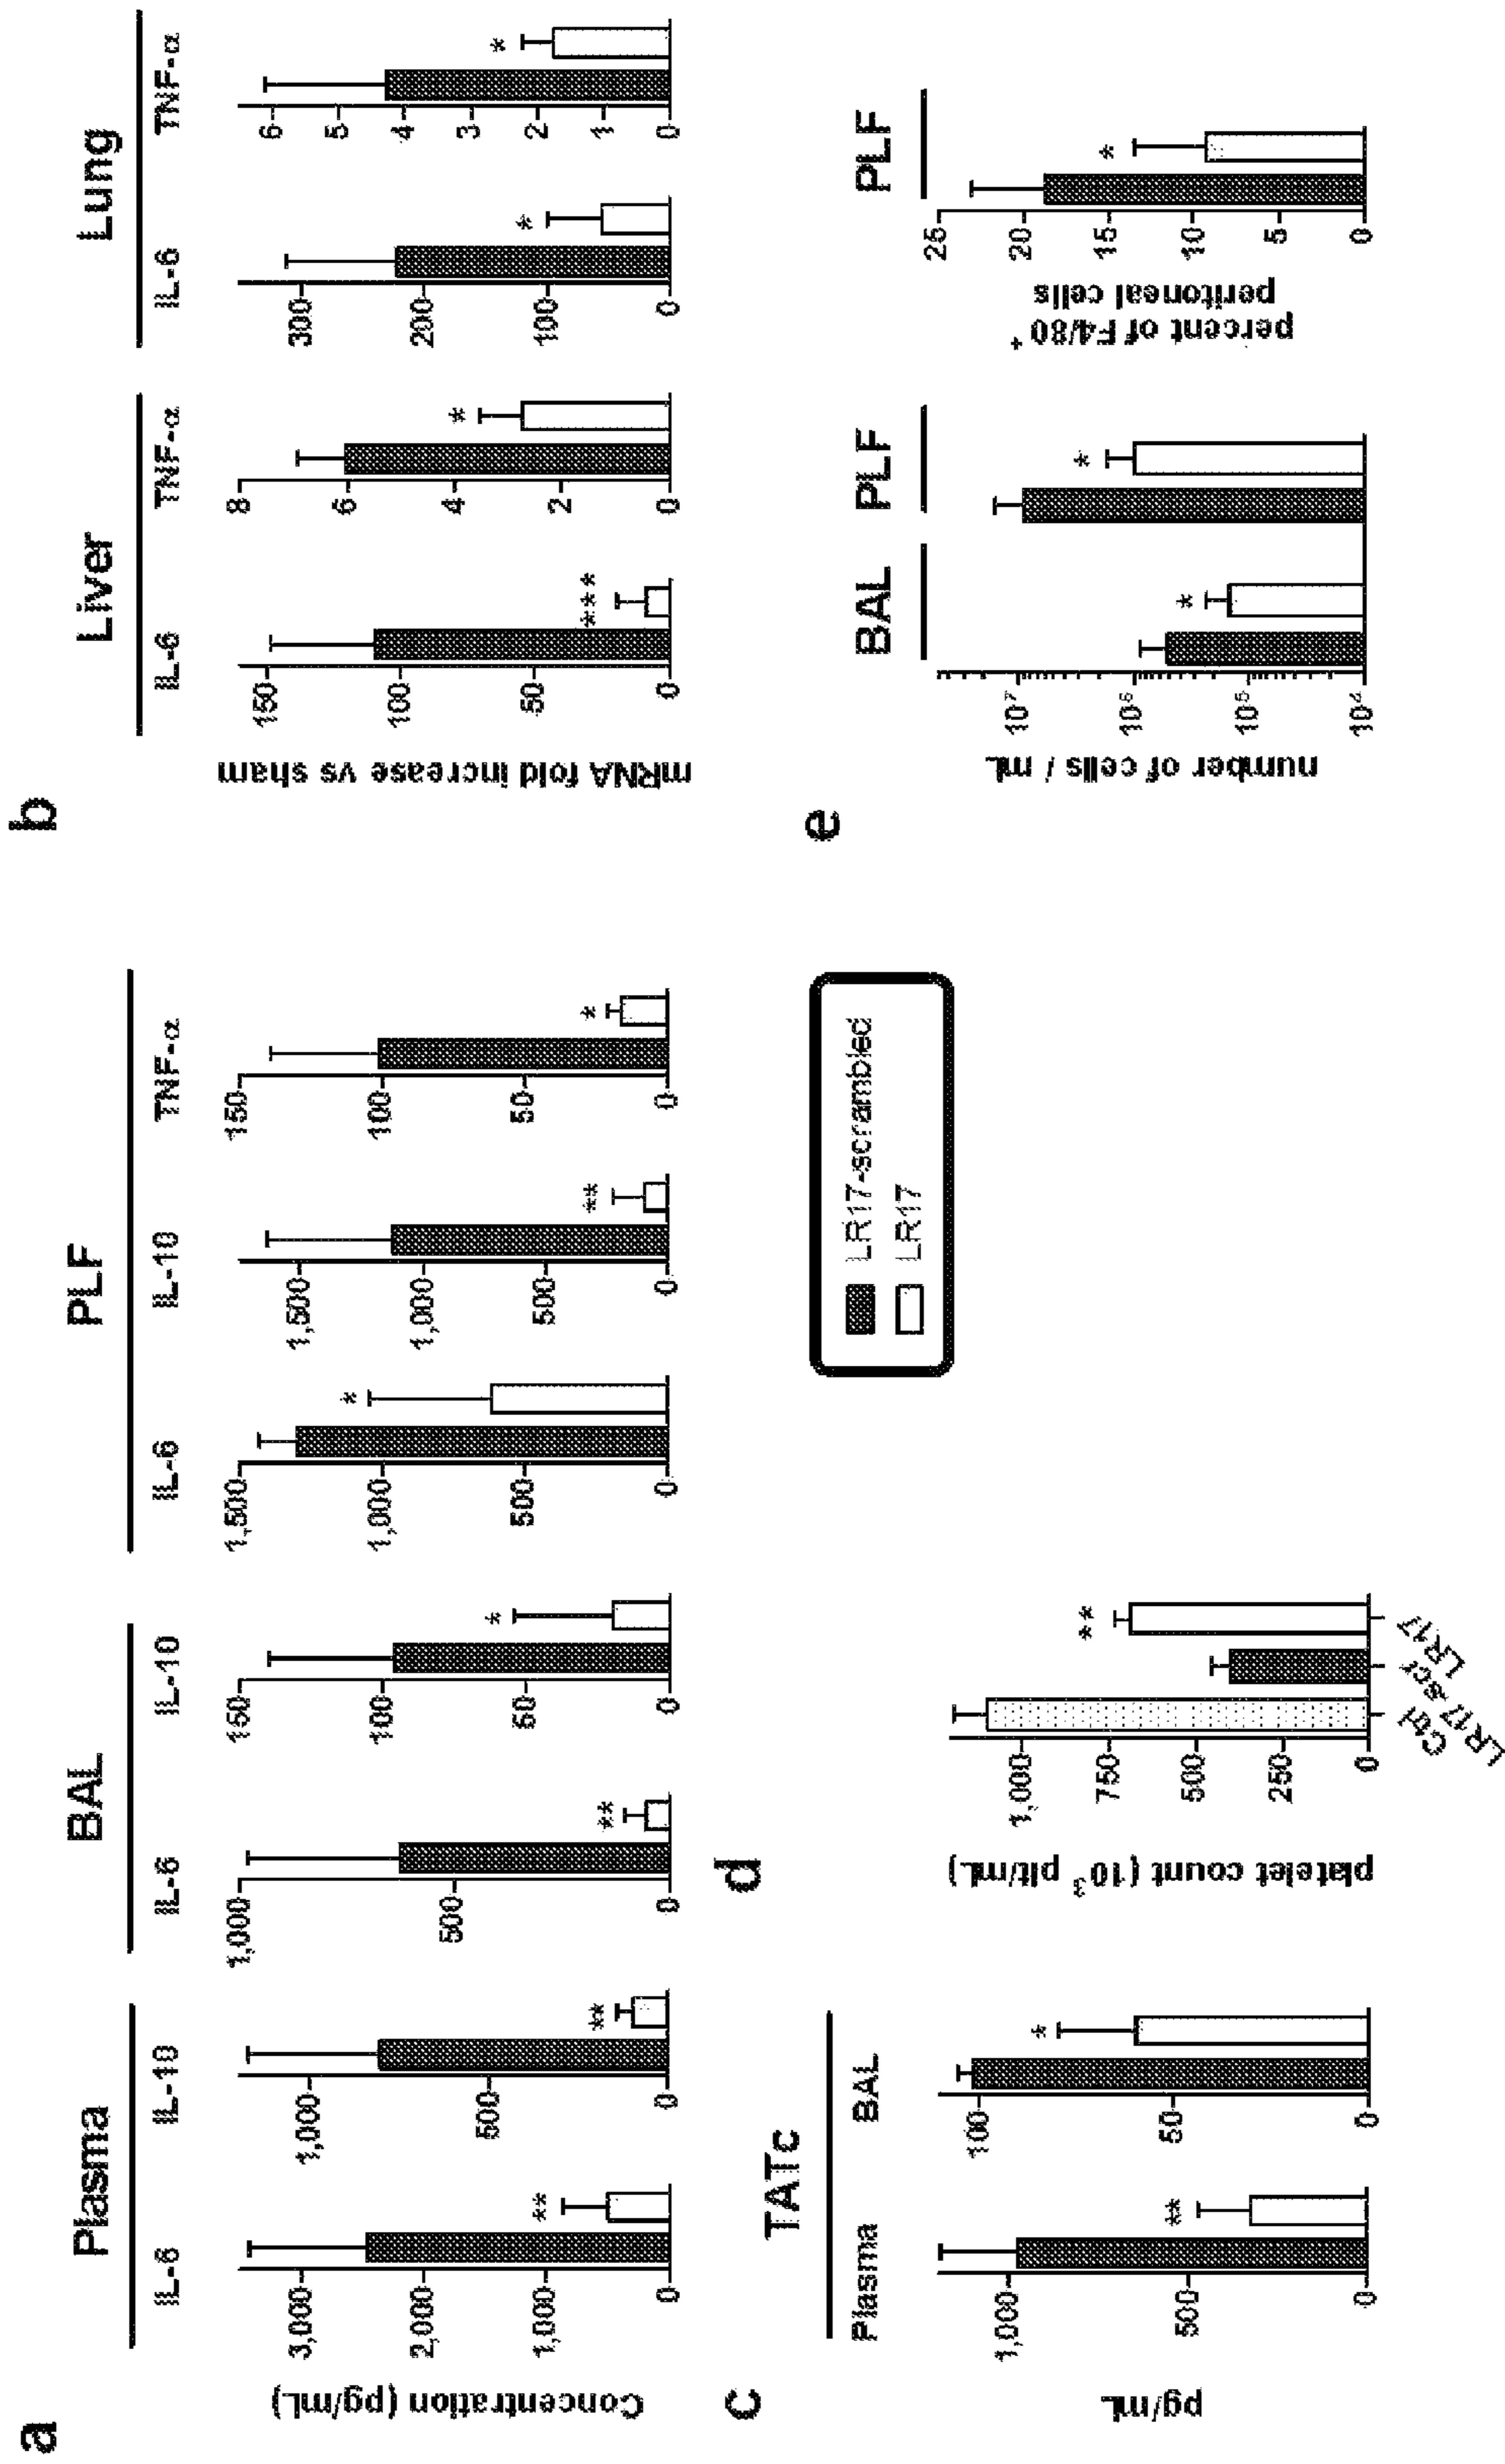 a
Plasma
BAL
PLF
IL-6
IL-10
IL-6
IL-10
IL-6
IL-10
TNF-α
Concentration (pg/mL)
3,000
2,000
1,000
0
1,000
500
0
1,000
500
0
150
100
50
0
1,500
1,000
500
0
1,500
1,000
500
0
150
100
50
0
**
**
**
*
*
**
*
b
Liver
Lung
IL-6
TNF-α
IL-6
TNF-α
mRNA fold increase vs sham
150
100
50
0
8
6
4
2
0
300
200
100
0
6
5
4
3
2
1
0
***
*
*
*
c
TATc
Plasma
BAL
pg/mL
1,000
500
0
100
50
0
**
*
d
platelet count (10³ plt/mL)
1,000
750
500
250
0
**
Ctrl
LR17 scr
LR17
LR17-scrambled
LR17
e
BAL
PLF
PLF
number of cells / mL
10⁷
10⁶
10⁵
10⁴
*
*
percent of F4/80⁺
peritoneal cells
25
20
15
10
5
0
*